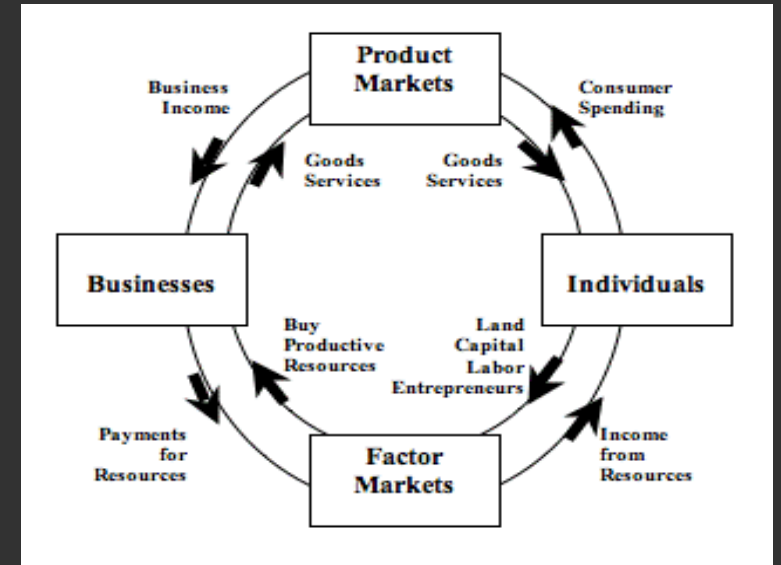 Product
Markets
Business
Income
Consumer
Spending
Goods
Services
Goods
Services
Businesses
Individuals
Buy
Productive
Resources
Land
Capital
Labor
Entrepreneurs
Payments
for
Resources
Factor
Markets
Income
from
Resources